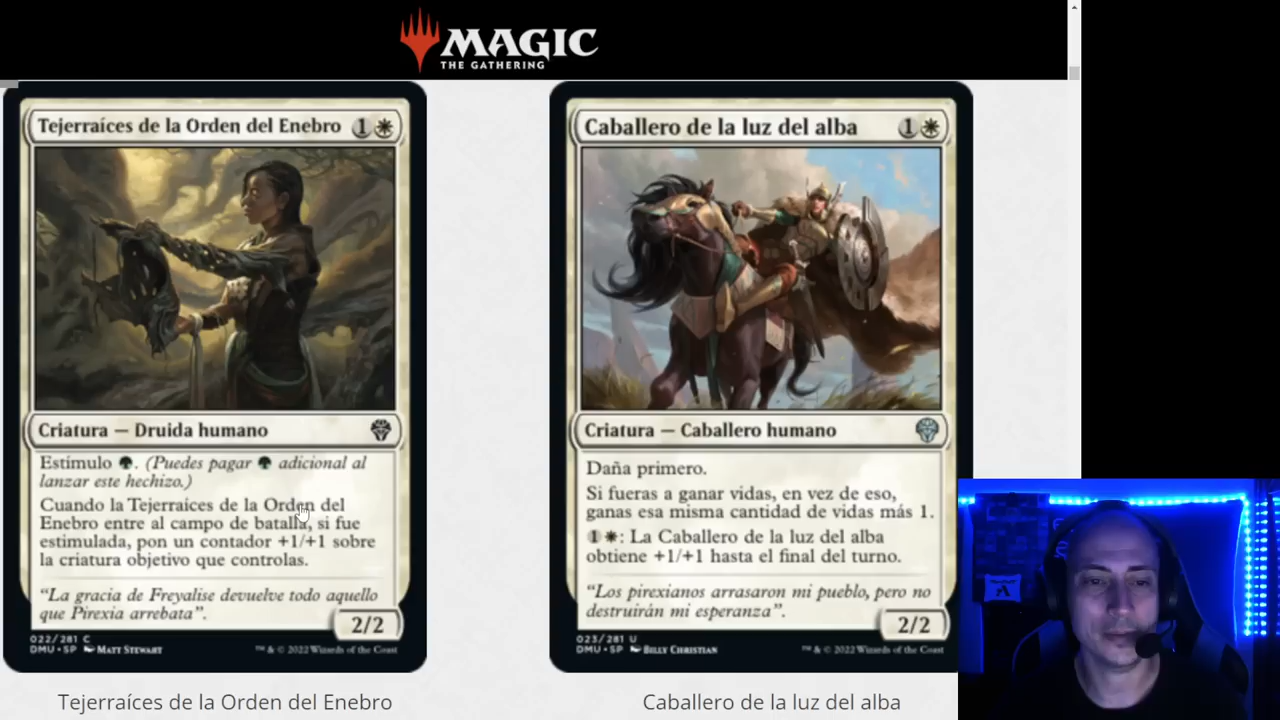 MAGIC
THE GATHERING
Tejerraíces de la Orden del Enebro 1
Criatura — Druida humano
Estímulo . (Puedes pagar adicional al
lanzar este hechizo.)
Cuando la Tejerraíces de la Orden del
Enebro entre al campo de batalla, si fue
estimulada, pon un contador +1/+1 sobre
la criatura objetivo que controlas.
“La gracia de Freyalise devuelve todo aquello
que Pirexia arrebata”.
2/2
022/281 C
DMU • SP MATT STEWART
™ & © 2022 Wizards of the Coast
Tejerraíces de la Orden del Enebro
Caballero de la luz del alba 1
Criatura — Caballero humano
Daña primero.
Si fueras a ganar vidas, en vez de eso,
ganas esa misma cantidad de vidas más 1.
1: La Caballero de la luz del alba
obtiene +1/+1 hasta el final del turno.
“Los pirexianos arrasaron mi pueblo, pero no
destruirán mi esperanza”.
2/2
023/281 U
DMU • SP BILLY CHRISTIAN
™ & © 2022 Wizards of the Coast
Caballero de la luz del alba